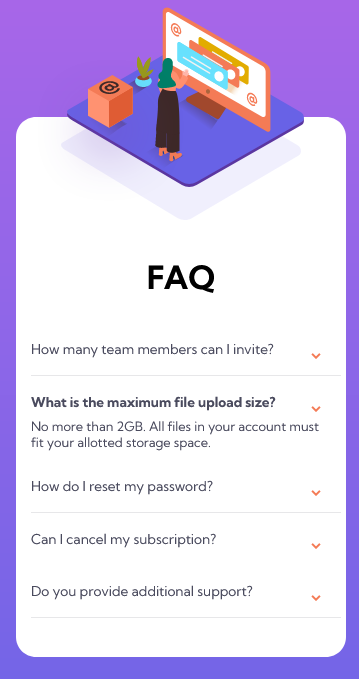 FAQ
How many team members can I invite?
What is the maximum file upload size?
No more than 2GB. All files in your account must
fit your allotted storage space.
How do I reset my password?
Can I cancel my subscription?
Do you provide additional support?